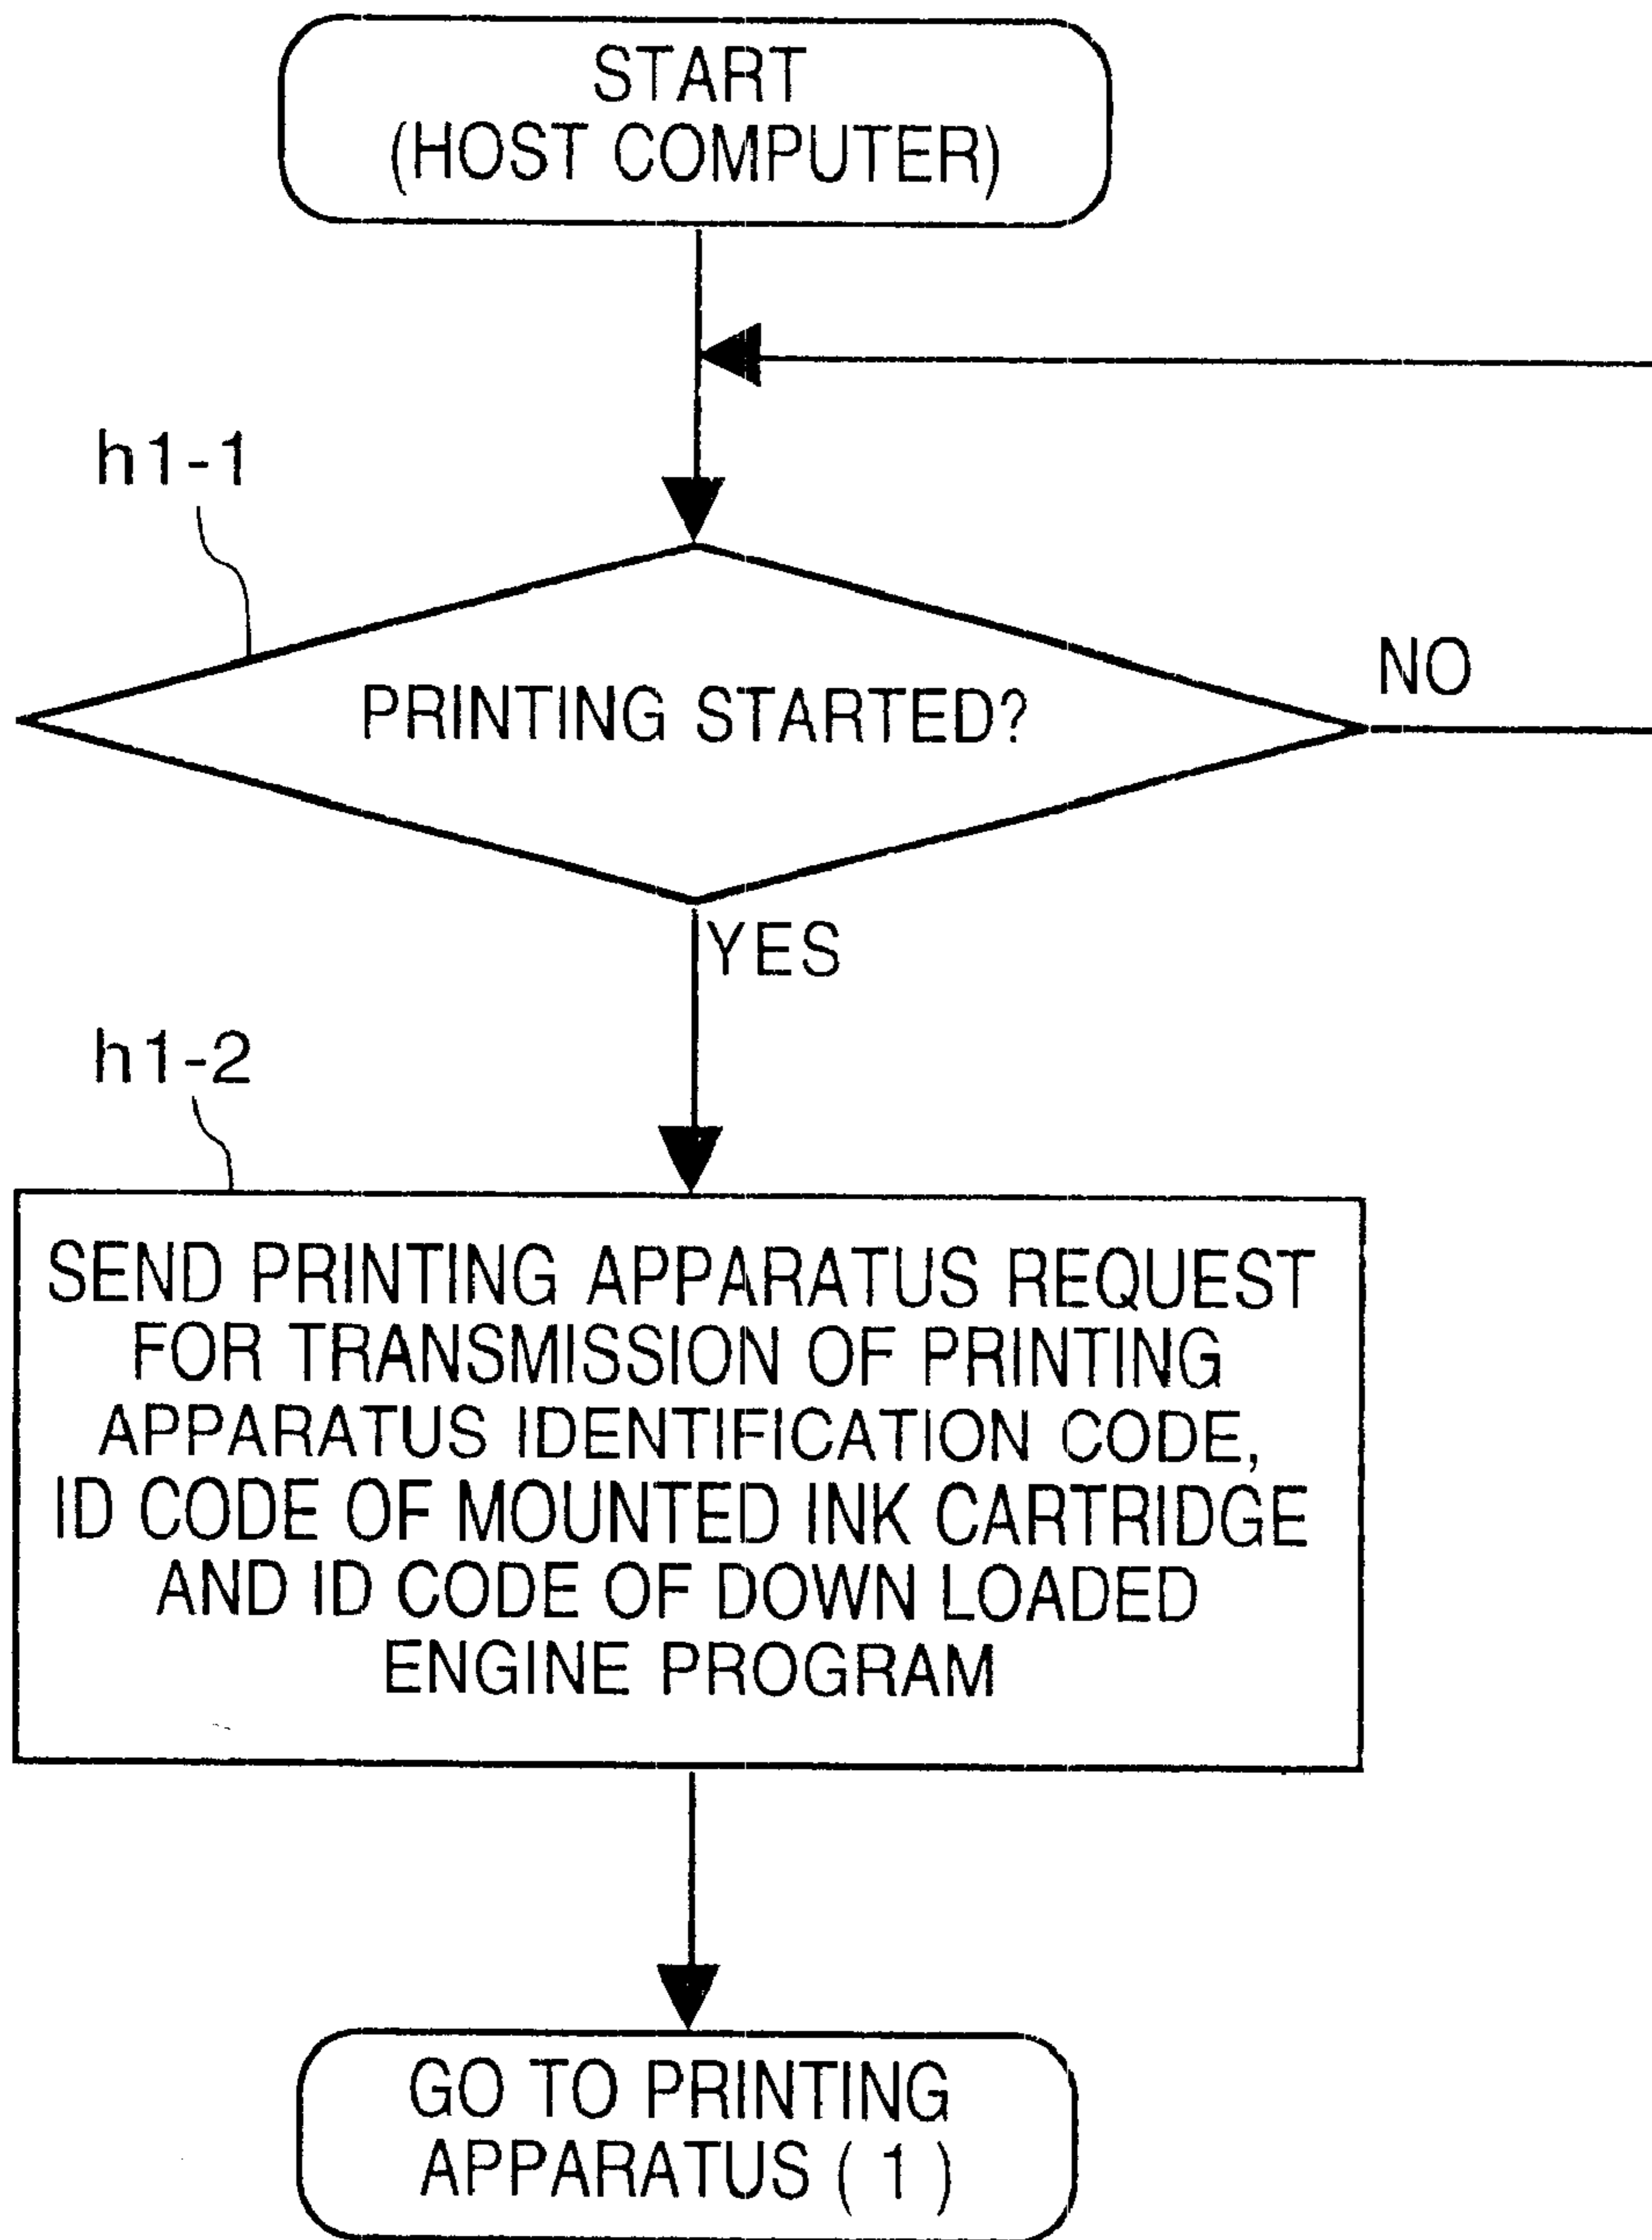 START
(HOST COMPUTER)
h1-1
PRINTING STARTED?
NO
YES
h1-2
SEND PRINTING APPARATUS REQUEST
FOR TRANSMISSION OF PRINTING
APPARATUS IDENTIFICATION CODE,
ID CODE OF MOUNTED INK CARTRIDGE
AND ID CODE OF DOWN LOADED
ENGINE PROGRAM
GO TO PRINTING
APPARATUS ( 1 )